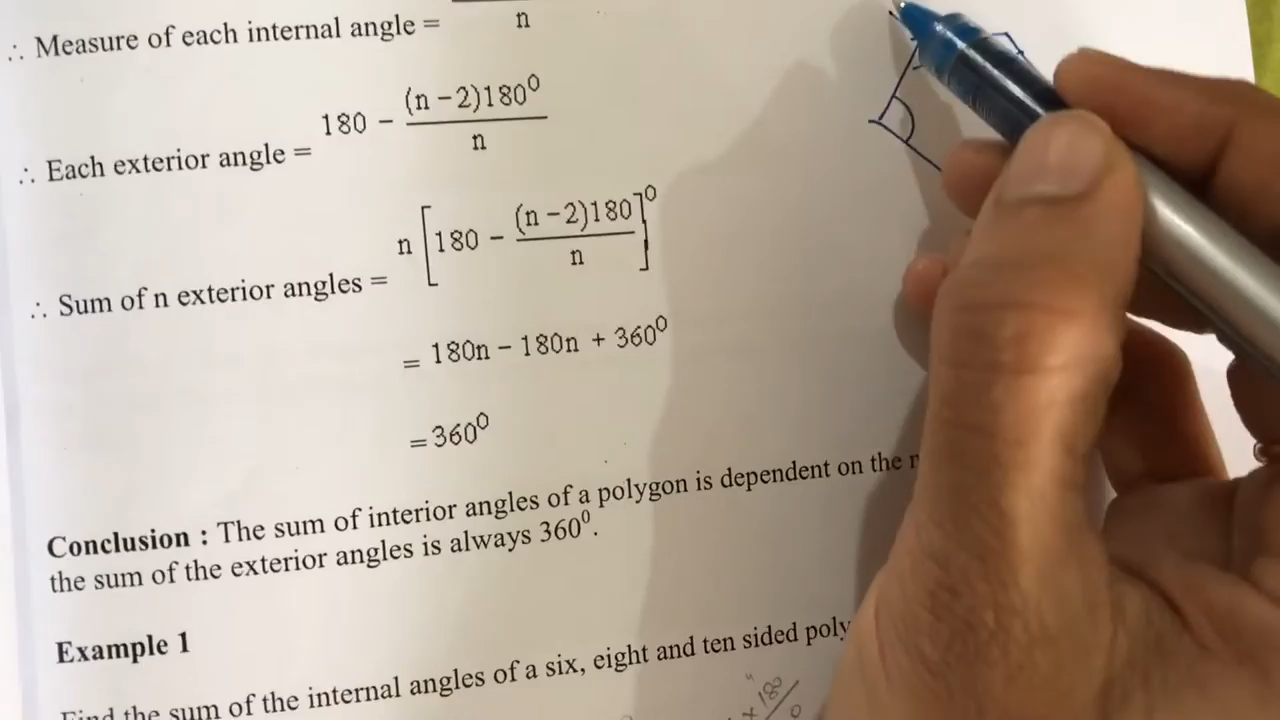 ∴ Measure of each internal angle = n
∴ Each exterior angle = 180 − (n − 2)180⁰ / n
∴ Sum of n exterior angles = n [180 − (n − 2)180 / n]⁰
= 180n − 180n + 360⁰
= 360⁰
Conclusion : The sum of interior angles of a polygon is dependent on the
the sum of the exterior angles is always 360⁰.
Example 1
Find the sum of the internal angles of a six, eight and ten sided
× 180